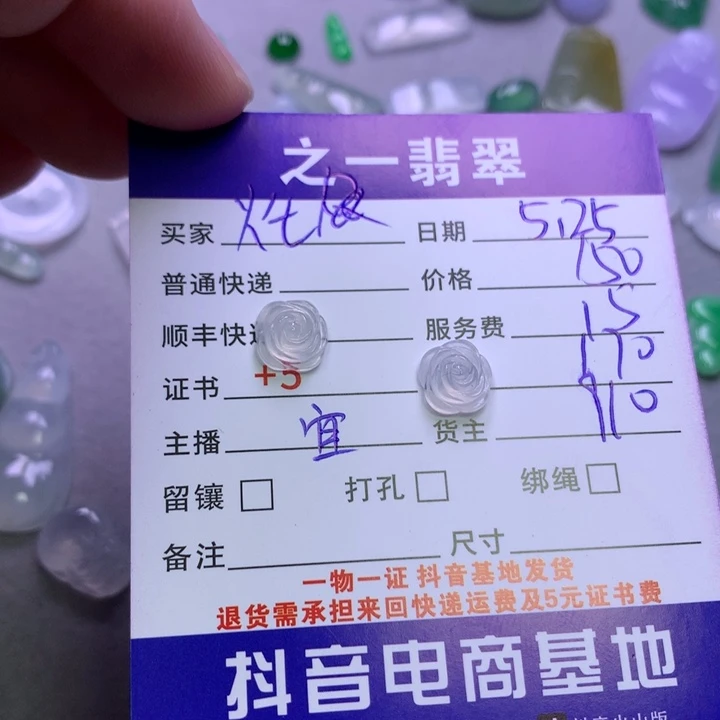 之一翡翠
买家 日期 5.25
普通快递 价格 150
顺丰快递 服务费 15
证书 +5 170
主播 宜 货主 910
留镶 打孔 绑绳
备注 尺寸
一物一证 抖音基地发货
退货需承担来回快递运费及5元证书费
抖音电商基地